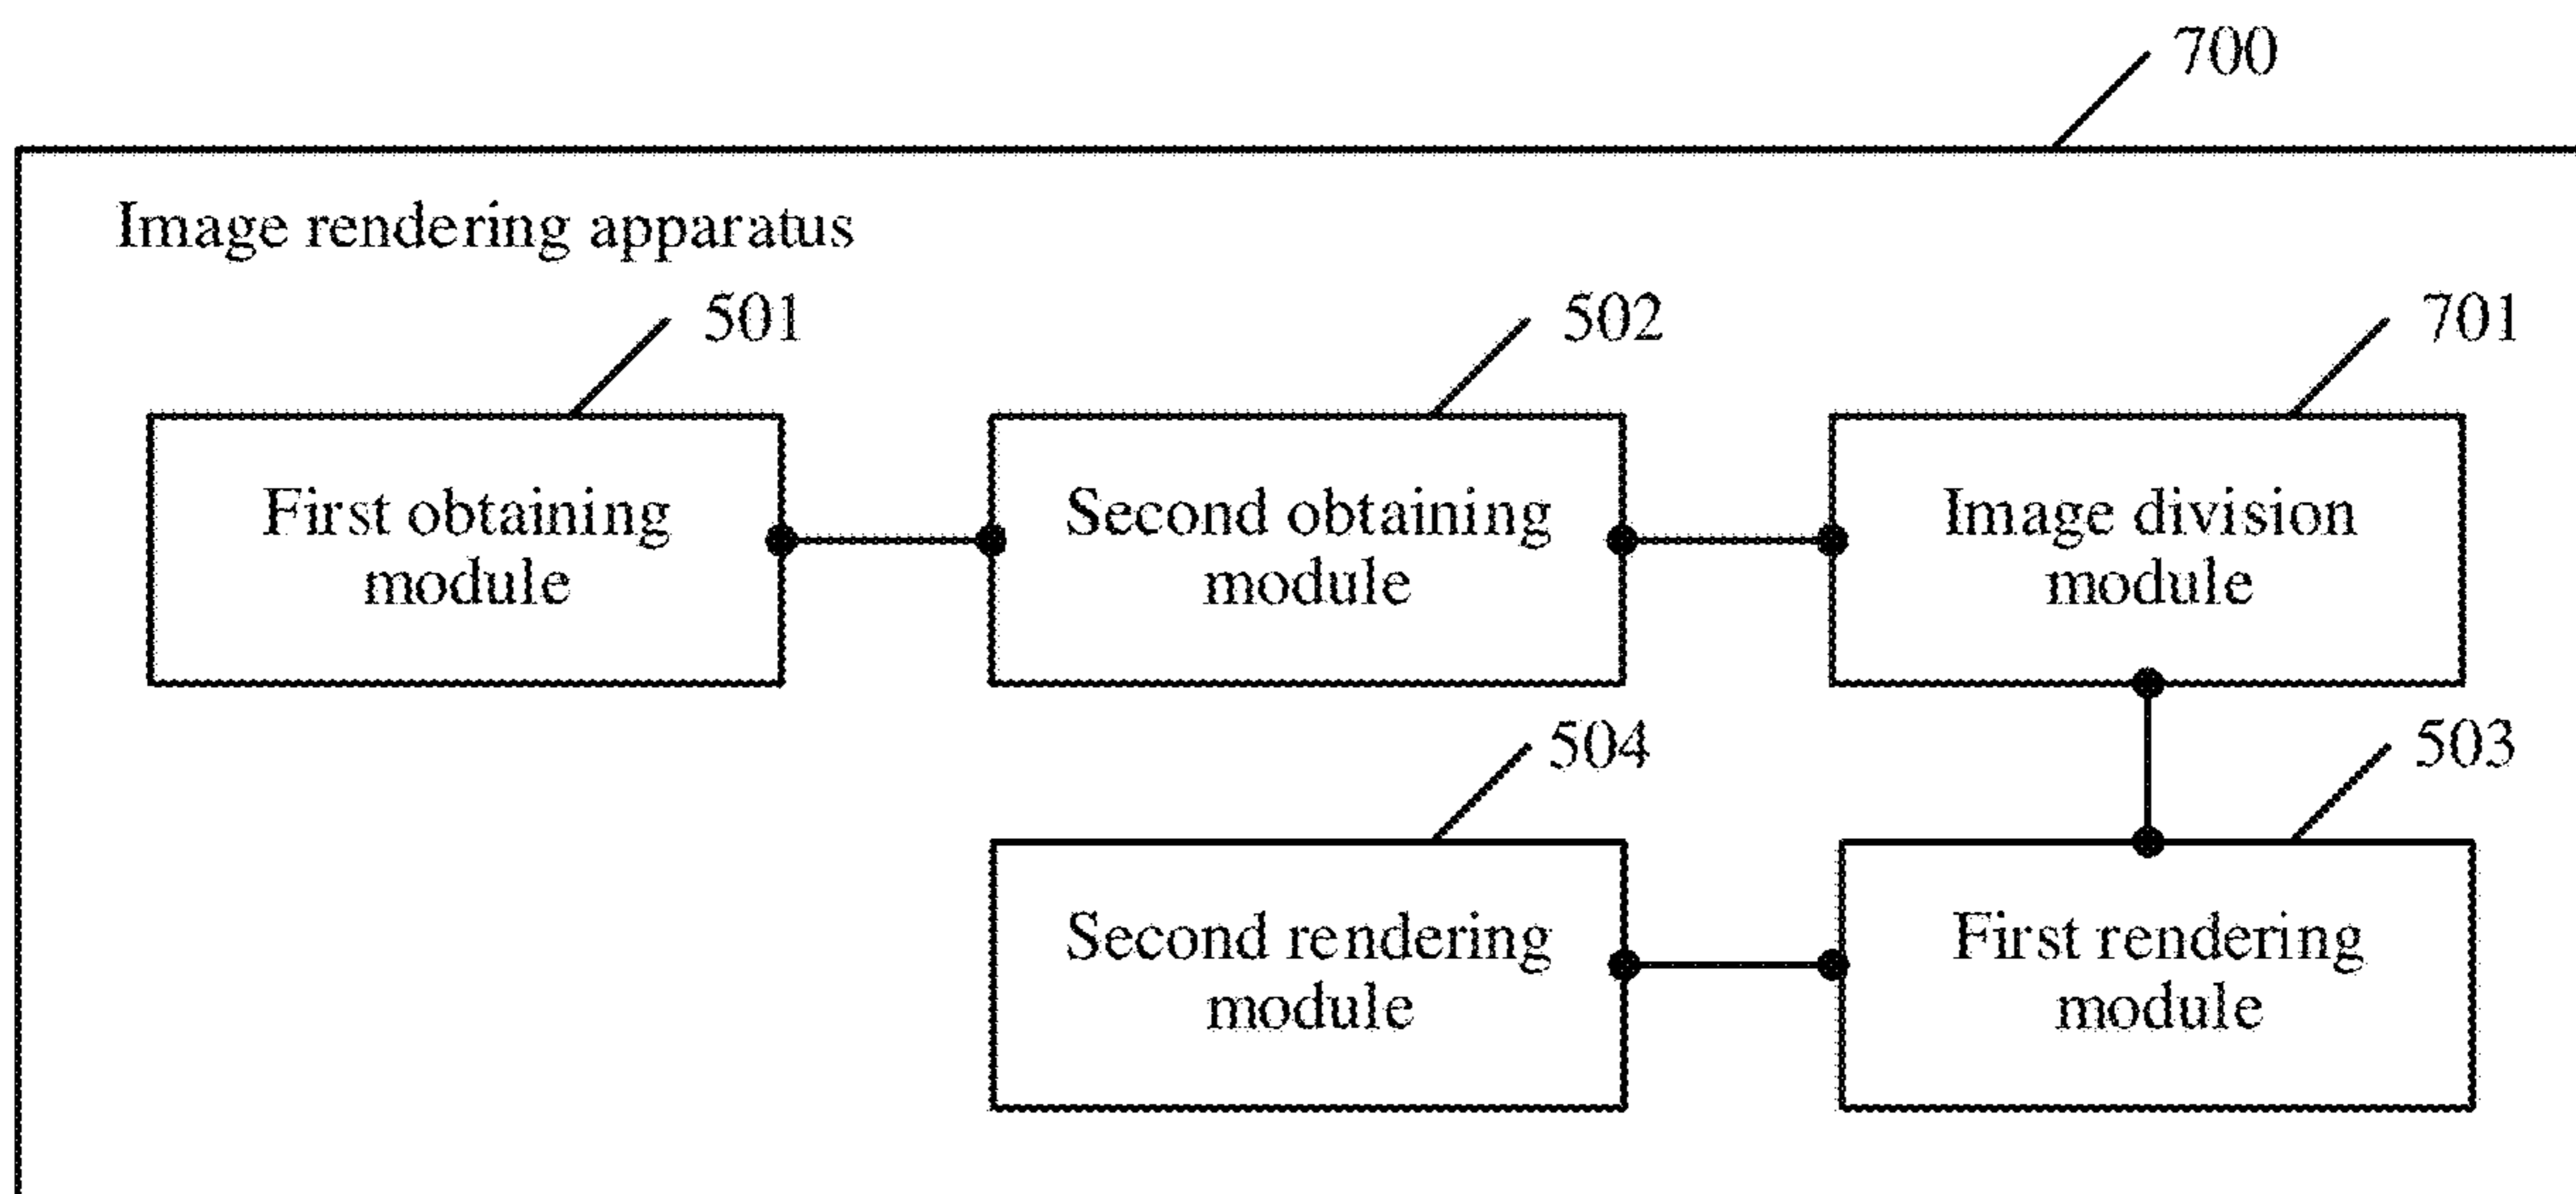 700
Image rendering apparatus
501
502
701
First obtaining
module
Second obtaining
module
Image division
module
504
503
Second rendering
module
First rendering
module